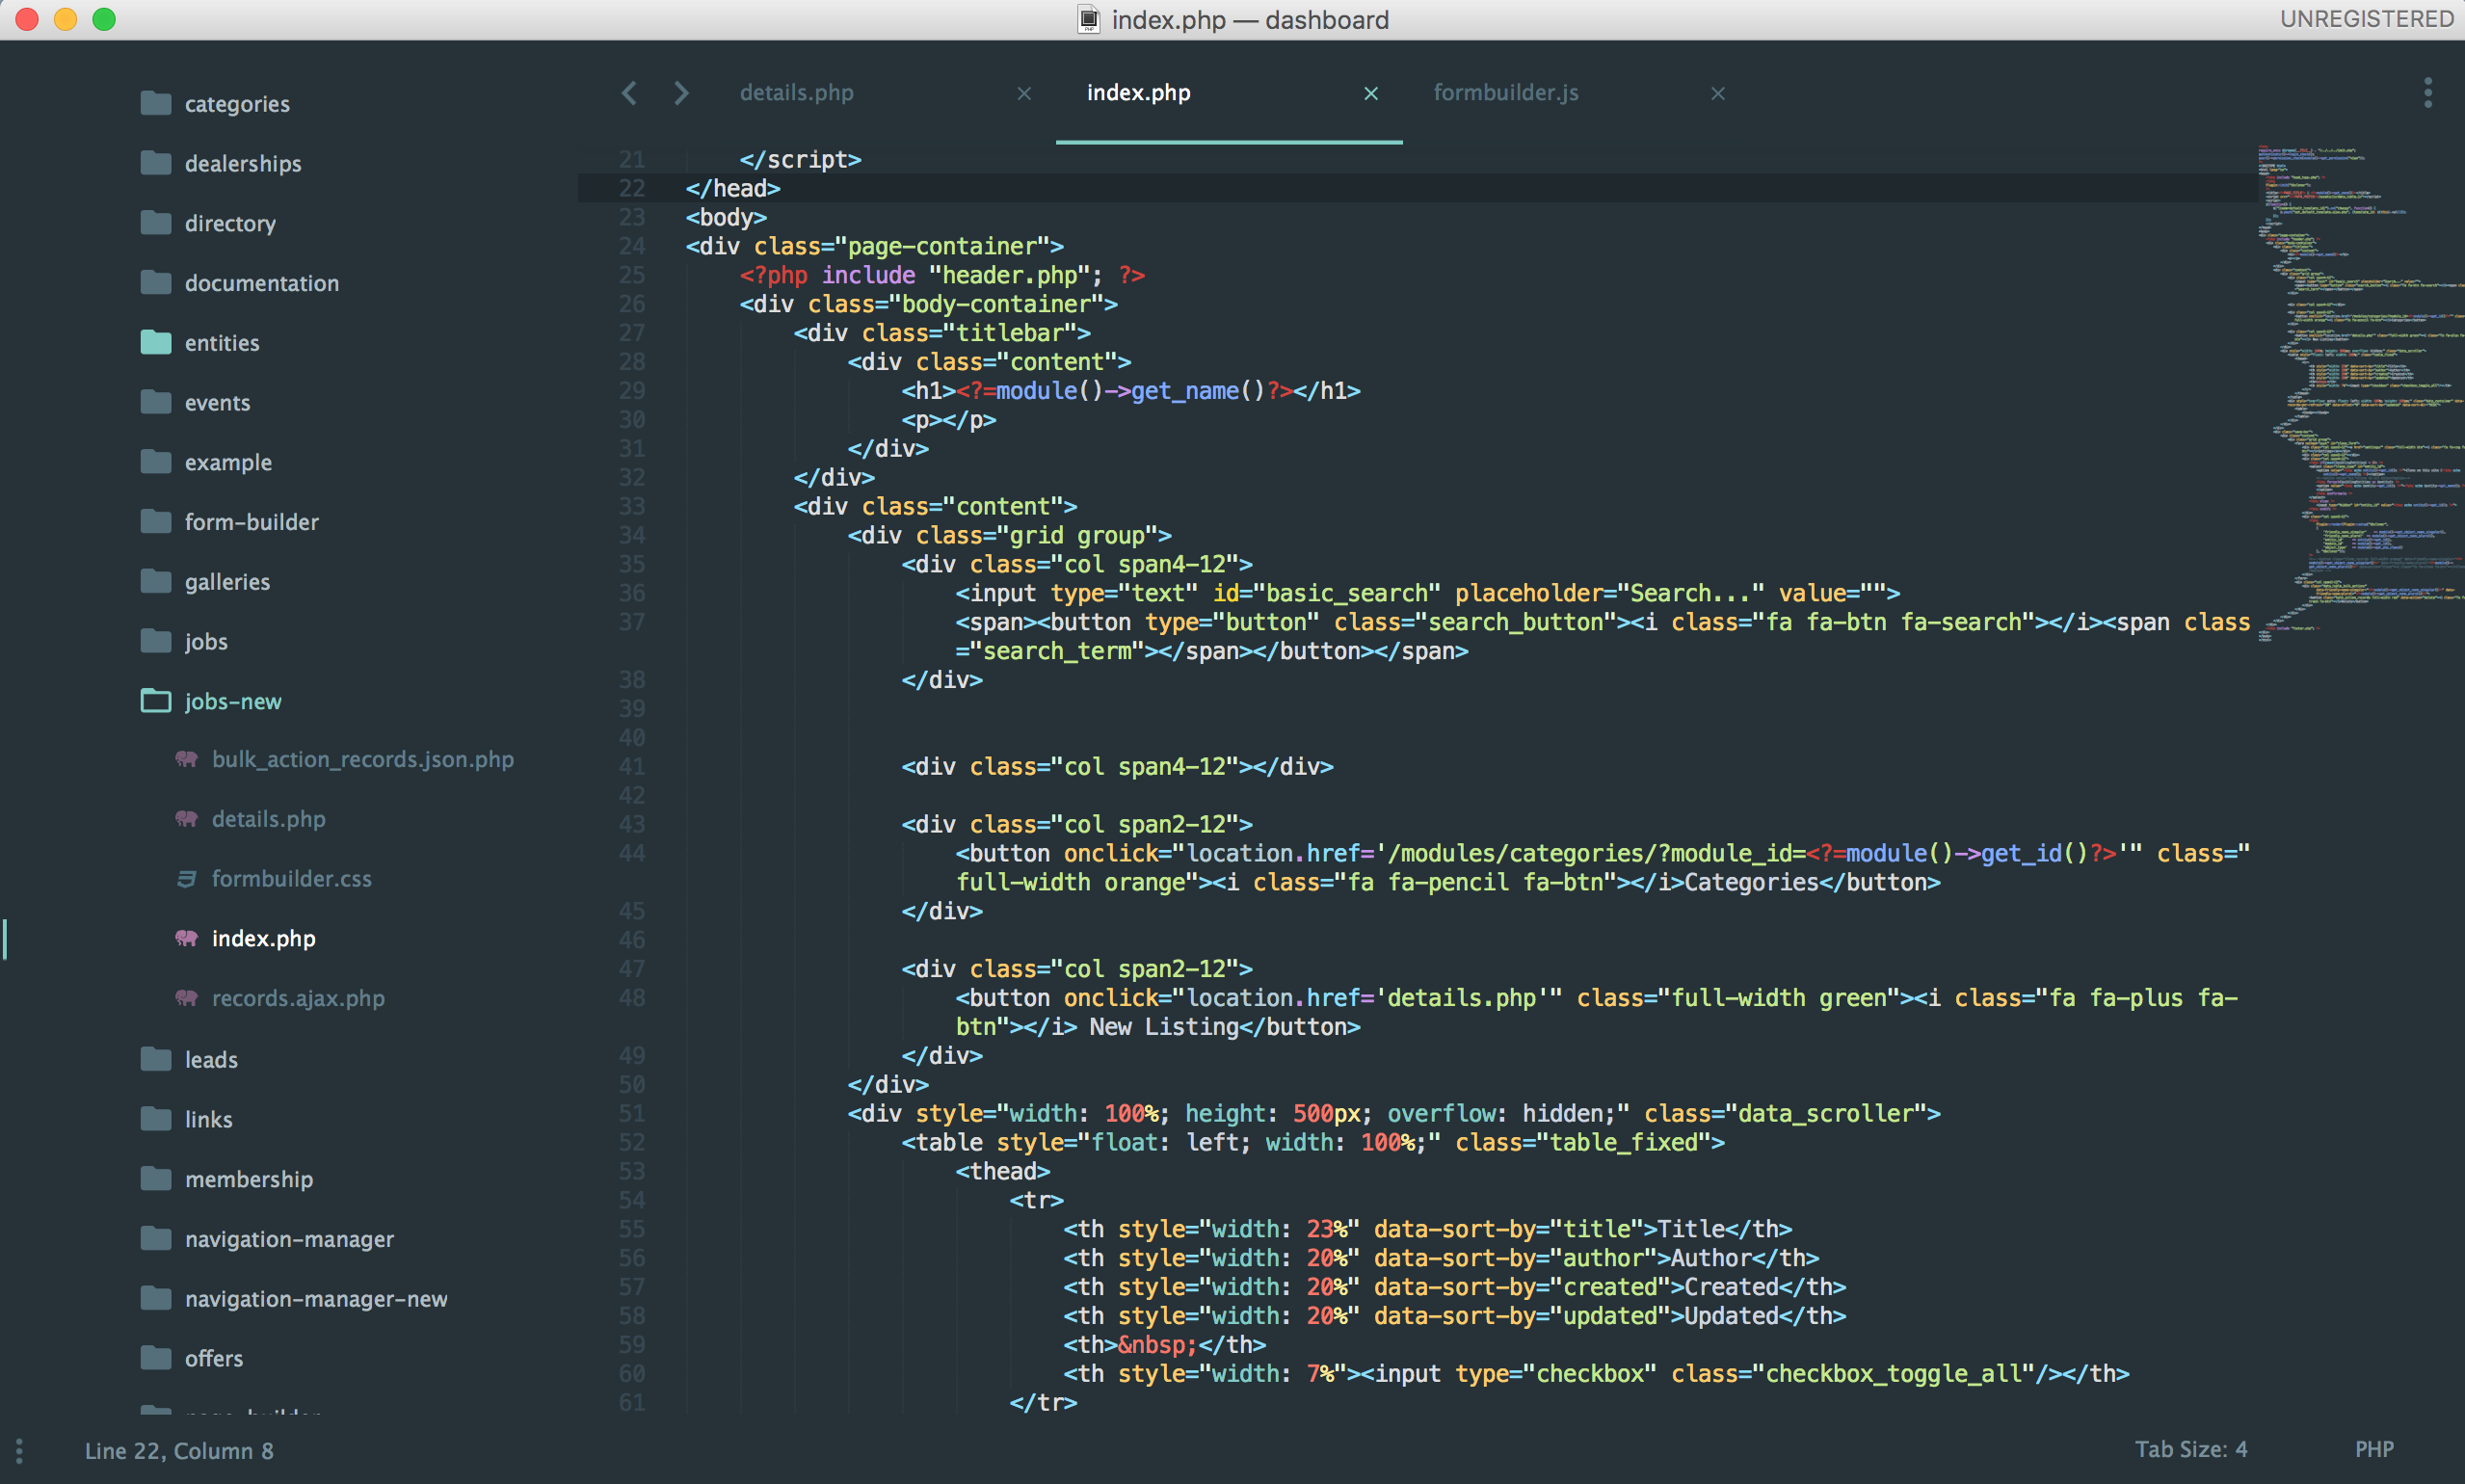 index.php — dashboard
UNREGISTERED
categories
dealerships
directory
documentation
entities
events
example
form-builder
galleries
jobs
jobs-new
bulk_action_records.json.php
details.php
formbuilder.css
index.php
records.ajax.php
leads
links
membership
navigation-manager
navigation-manager-new
offers
details.php
index.php
formbuilder.js
21 </script>
22 </head>
23 <body>
24 <div class="page-container">
25 <?php include "header.php"; ?>
26 <div class="body-container">
27 <div class="titlebar">
28 <div class="content">
29 <h1><?=module()->get_name()?></h1>
30 <p></p>
31 </div>
32 </div>
33 <div class="content">
34 <div class="grid group">
35 <div class="col span4-12">
36 <input type="text" id="basic_search" placeholder="Search..." value="">
37 <span><button type="button" class="search_button"><i class="fa fa-btn fa-search"></i><span class
="search_term"></span></button></span>
38 </div>
39
40
41 <div class="col span4-12"></div>
42
43 <div class="col span2-12">
44 <button onclick="location.href='/modules/categories/?module_id=<?=module()->get_id()?>'" class="
full-width orange"><i class="fa fa-pencil fa-btn"></i>Categories</button>
45 </div>
46
47 <div class="col span2-12">
48 <button onclick="location.href='details.php'" class="full-width green"><i class="fa fa-plus fa-
btn"></i> New Listing</button>
49 </div>
50 </div>
51 <div style="width: 100%; height: 500px; overflow: hidden;" class="data_scroller">
52 <table style="float: left; width: 100%;" class="table_fixed">
53 <thead>
54 <tr>
55 <th style="width: 23%" data-sort-by="title">Title</th>
56 <th style="width: 20%" data-sort-by="author">Author</th>
57 <th style="width: 20%" data-sort-by="created">Created</th>
58 <th style="width: 20%" data-sort-by="updated">Updated</th>
59 <th>&nbsp;</th>
60 <th style="width: 7%"><input type="checkbox" class="checkbox_toggle_all"/></th>
61 </tr>
Line 22, Column 8
Tab Size: 4
PHP